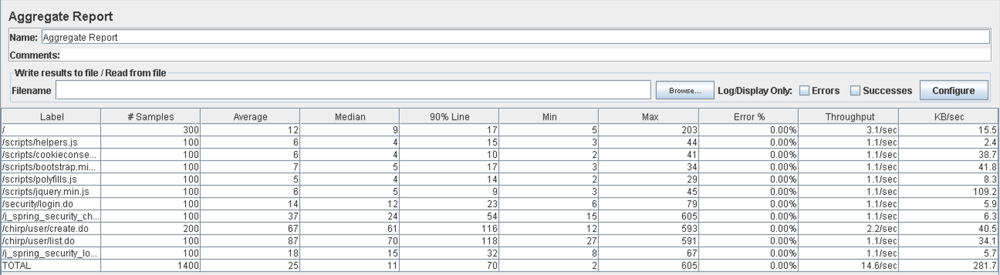 Aggregate Report
Name: Aggregate Report
Comments:
Write results to file / Read from file
Filename Browse... Log/Display Only: Errors Successes Configure
Label # Samples Average Median 90% Line Min Max Error % Throughput KB/sec
/ 300 12 9 17 5 203 0.00% 3.1/sec 15.5
/scripts/helpers.js 100 6 4 15 3 44 0.00% 1.1/sec 2.4
/scripts/cookieconse... 100 6 4 10 2 41 0.00% 1.1/sec 38.7
/scripts/bootstrap.mi... 100 7 5 17 3 34 0.00% 1.1/sec 41.8
/scripts/polyfills.js 100 5 4 14 2 29 0.00% 1.1/sec 8.3
/scripts/jquery.min.js 100 6 5 9 3 45 0.00% 1.1/sec 109.2
/security/login.do 100 14 12 23 6 79 0.00% 1.1/sec 5.9
/j_spring_security_ch... 100 37 24 54 15 605 0.00% 1.1/sec 6.3
/chirp/user/create.do 200 67 61 116 12 593 0.00% 2.2/sec 40.5
/chirp/user/list.do 100 87 70 118 27 591 0.00% 1.1/sec 34.1
/j_spring_security_lo... 100 18 15 32 8 67 0.00% 1.1/sec 5.7
TOTAL 1400 25 11 70 2 605 0.00% 14.6/sec 281.7